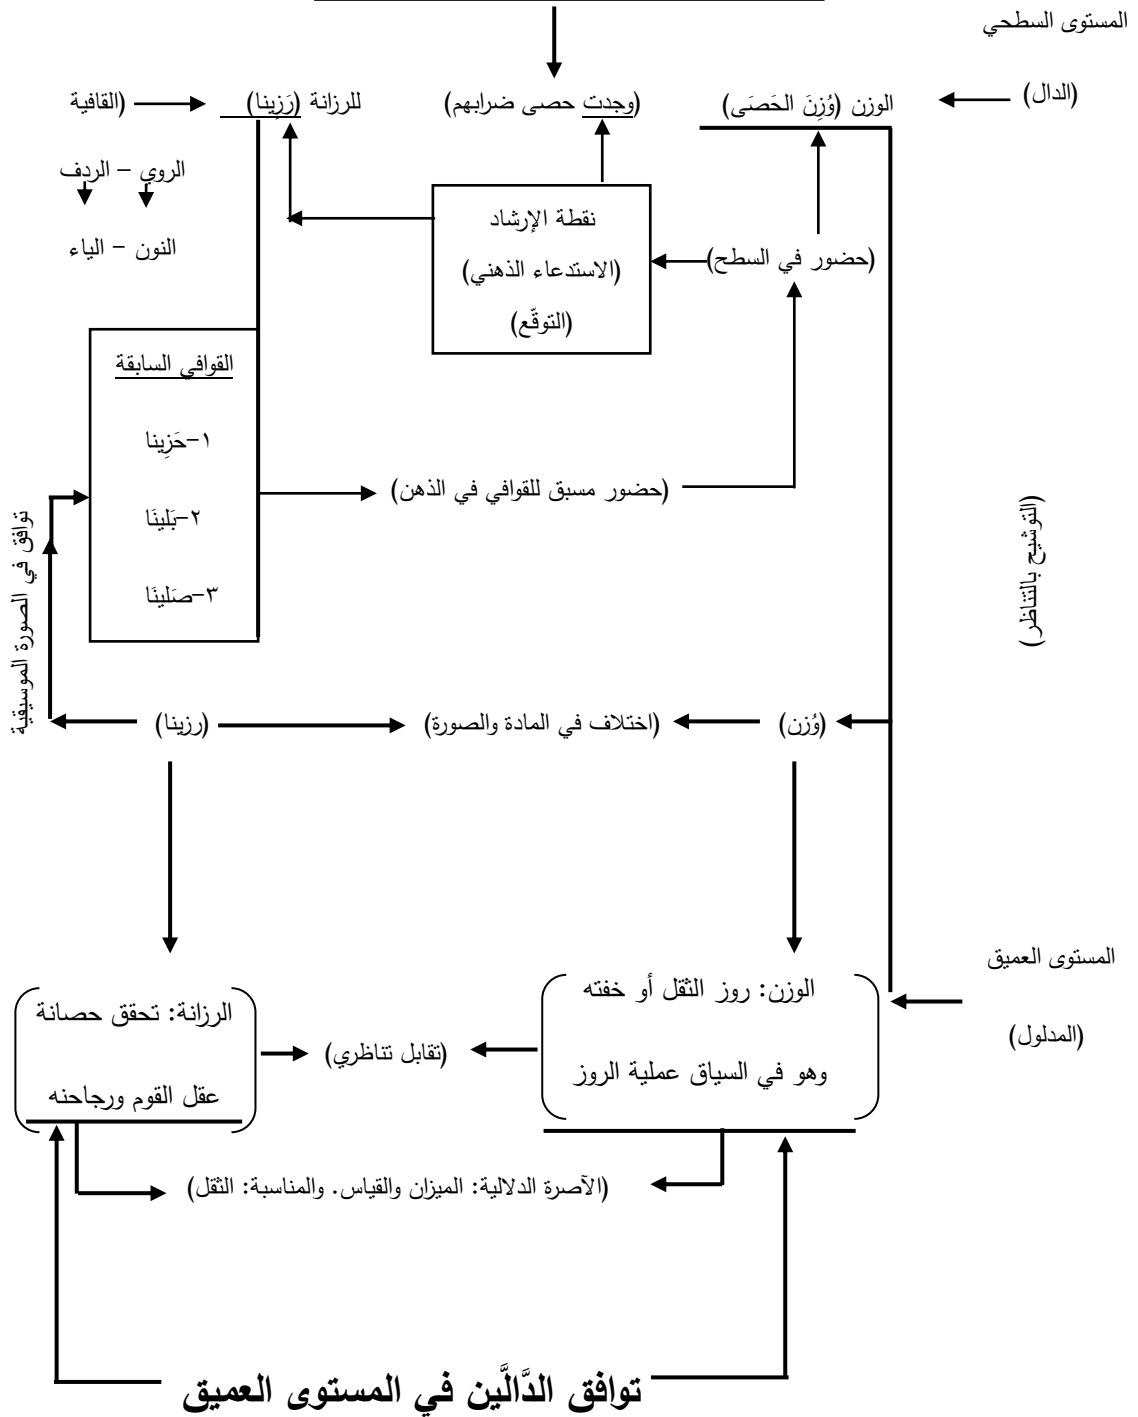 المستوى السطحي
(الدال)
الوزن (وُزِنَ الحَصَى)
(وجدت حصى ضرابهم)
للرزانة (رَزِينا)
(القافية
الروي – الردف
النون – الياء
نقطة الإرشاد
(الاستدعاء الذهني)
(التوقّع)
(حضور في السطح)
القوافي السابقة
١-حَزِينا
٢-بَلينَا
٣-صَلينَا
(حضور مسبق للقوافي في الذهن)
(التوشيح بالتناظر)
توافق في الصورة الموسيقية
(وُزن)
(اختلاف في المادة والصورة)
(رزينا)
المستوى العميق
(المدلول)
الوزن: روز الثقل أو خفته
وهو في السياق عملية الروز
(تقابل تناظري)
الرزانة: تحقق حصانة
عقل القوم ورجاحنه
(الآصرة الدلالية: الميزان والقياس. والمناسبة: الثقل)
توافق الدَّالَّين في المستوى العميق